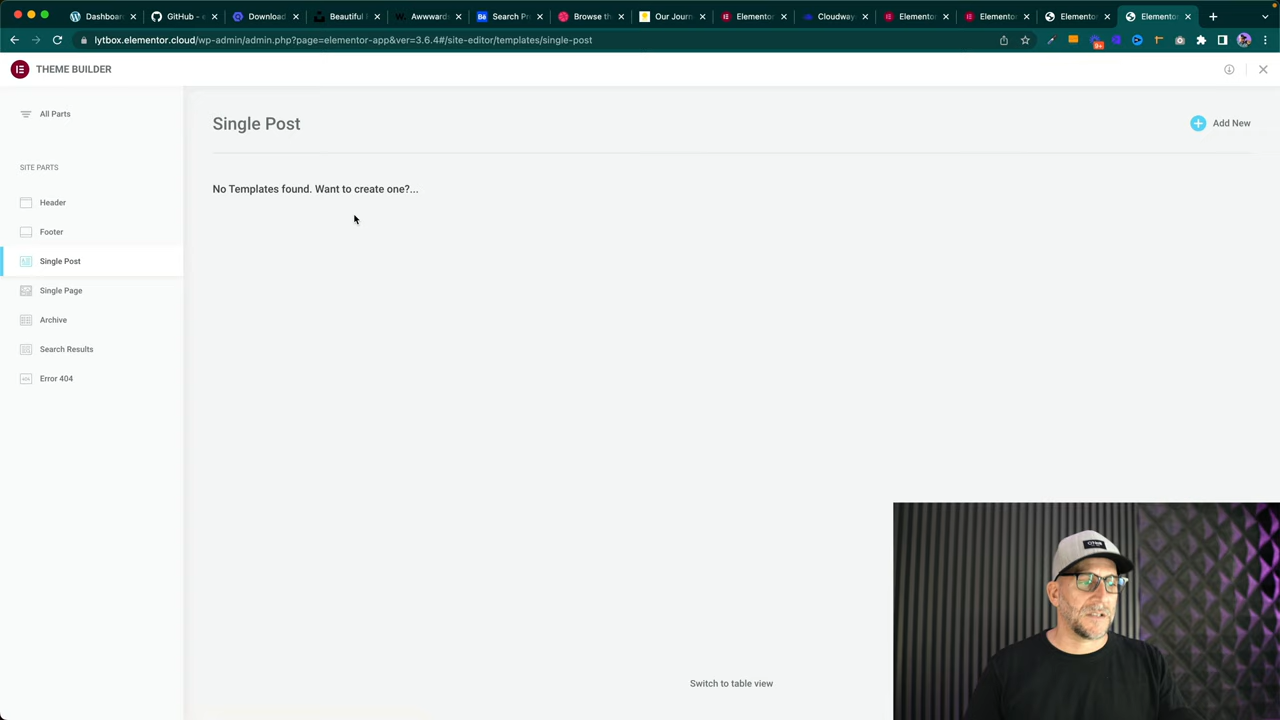 Dashboar
GitHub - e
Download
Beautiful
Awwward
Search Pr
Browse th
Our Journ
Elementor
Cloudway
Elementor
Elementor
Elementor
Elementor
lytbox.elementor.cloud/wp-admin/admin.php?page=elementor-app&ver=3.6.4#/site-editor/templates/single-post
THEME BUILDER
All Parts
SITE PARTS
Header
Footer
Single Post
Single Page
Archive
Search Results
Error 404
Single Post
Add New
No Templates found. Want to create one?...
Switch to table view